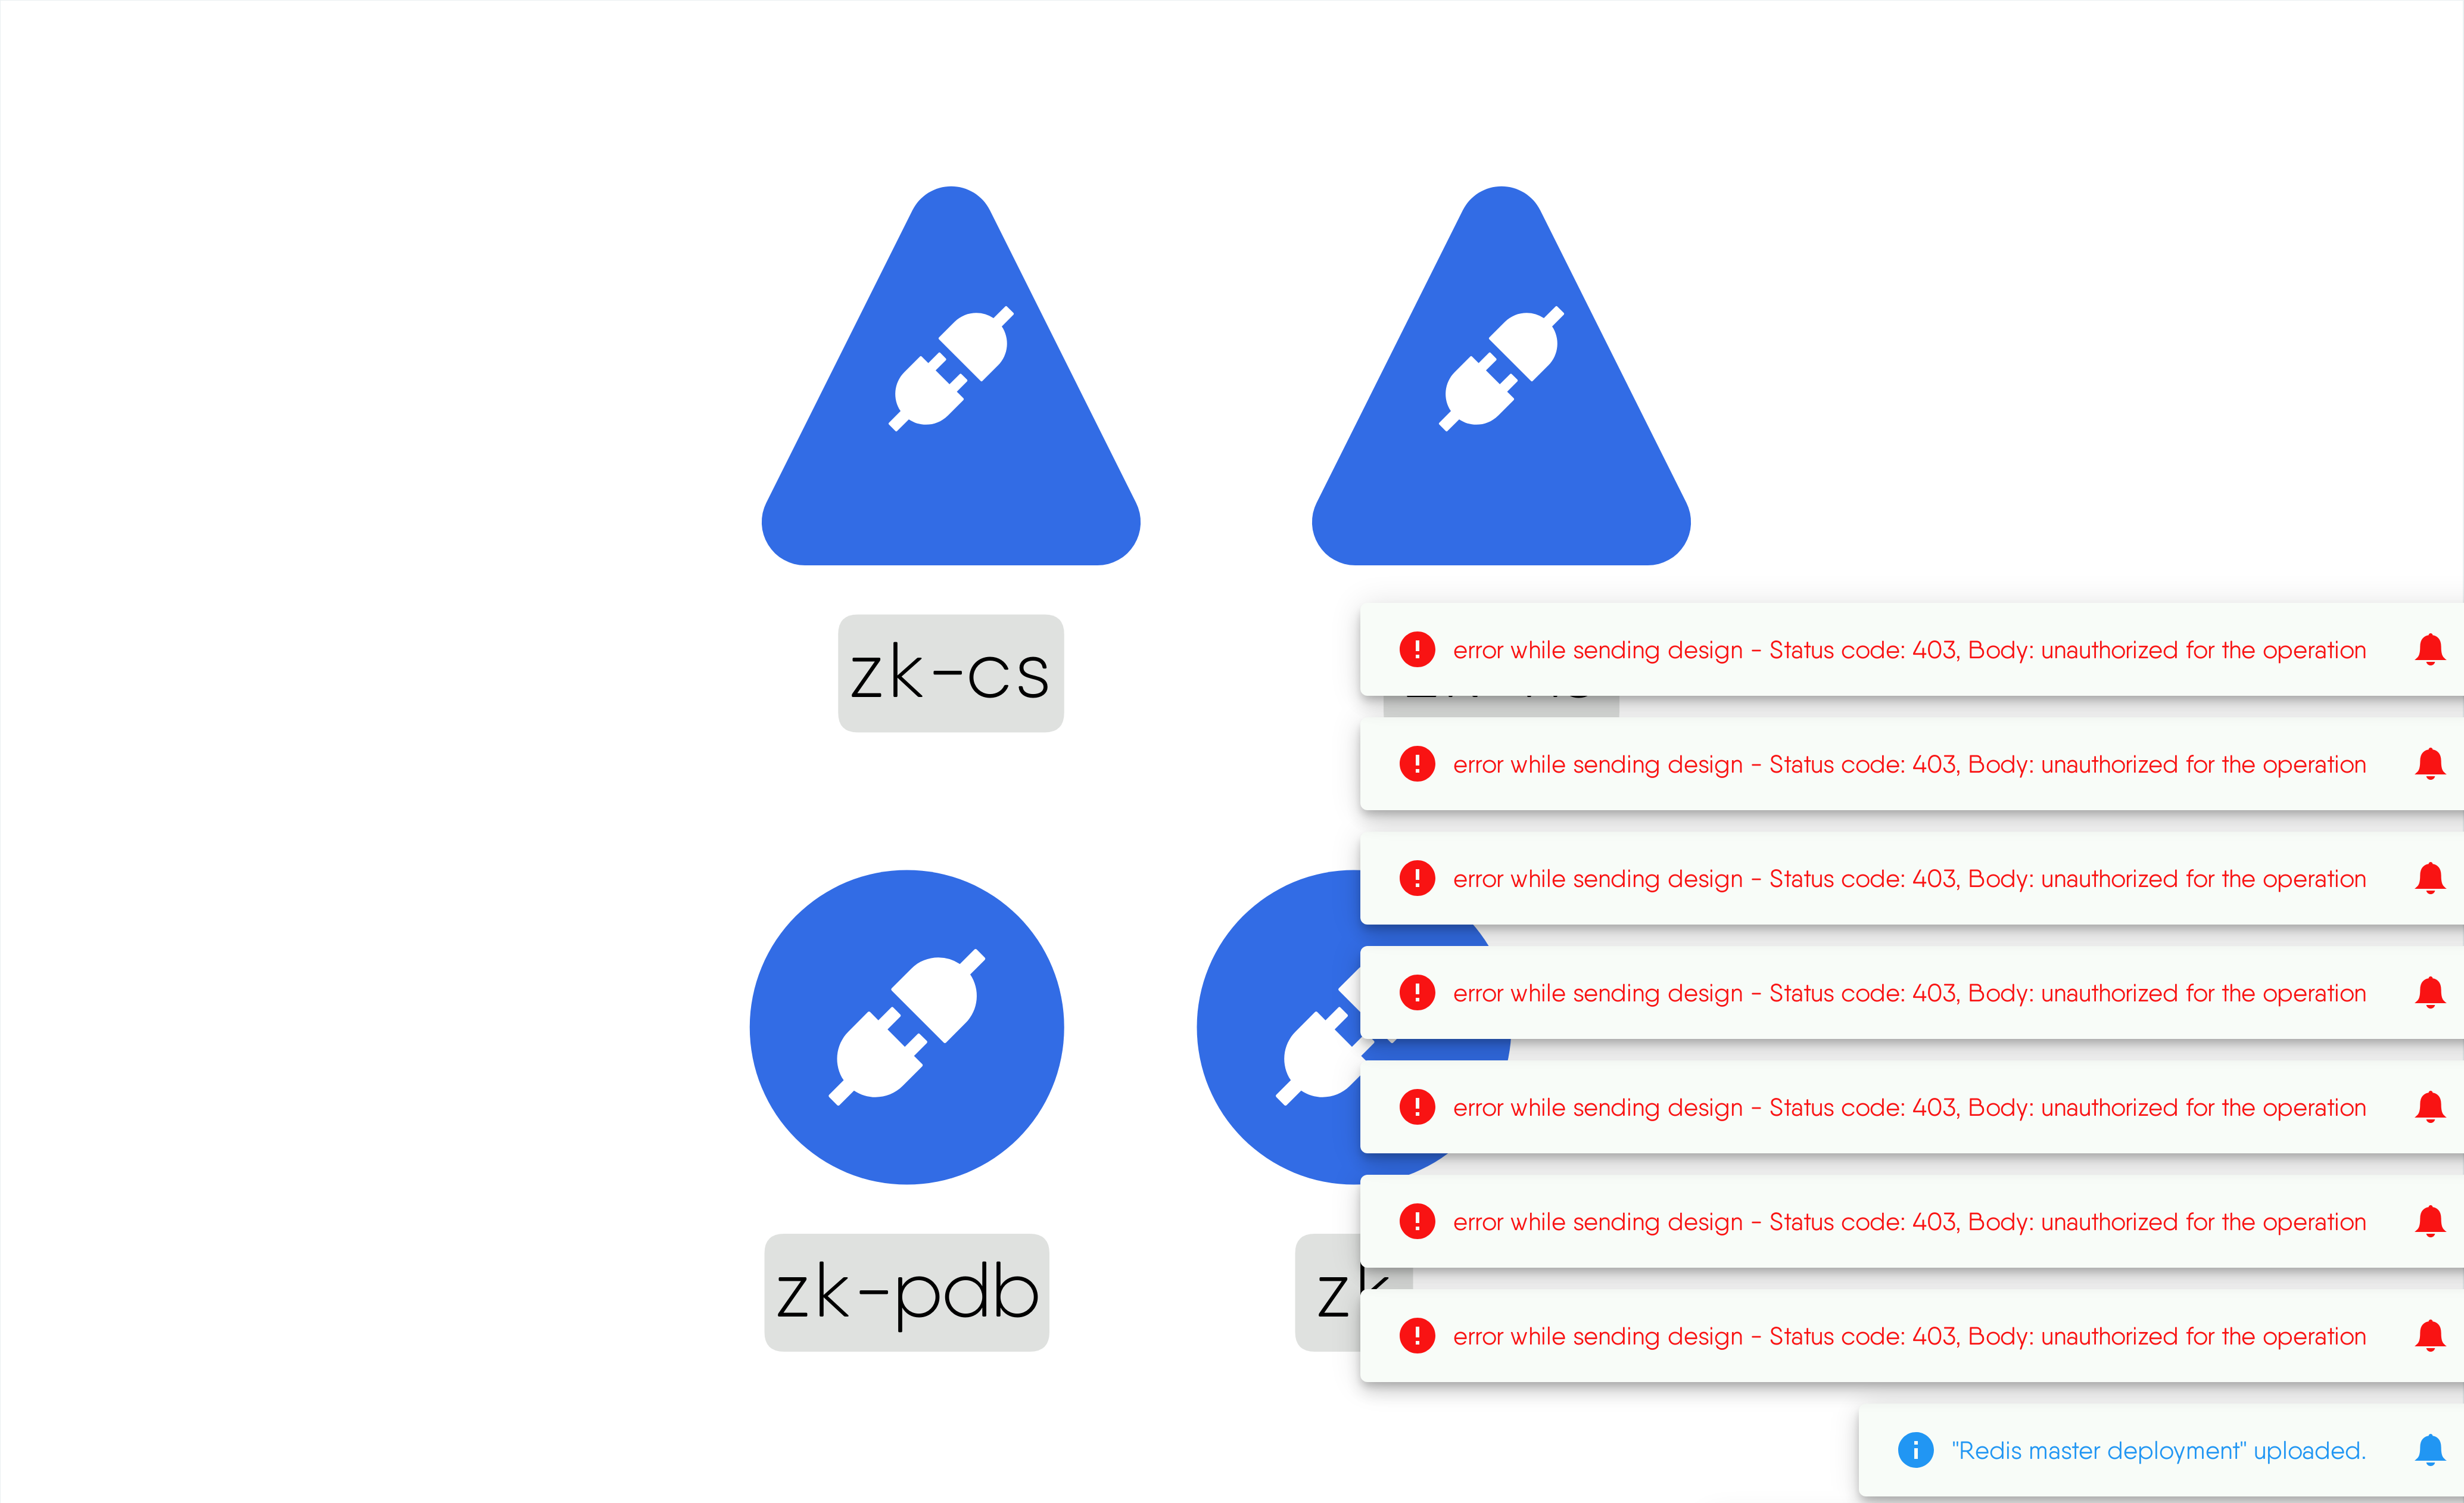 zk-cs
error while sending design - Status code: 403, Body: unauthorized for the operation
error while sending design - Status code: 403, Body: unauthorized for the operation
error while sending design - Status code: 403, Body: unauthorized for the operation
error while sending design - Status code: 403, Body: unauthorized for the operation
error while sending design - Status code: 403, Body: unauthorized for the operation
error while sending design - Status code: 403, Body: unauthorized for the operation
zk-pdb
zk
error while sending design - Status code: 403, Body: unauthorized for the operation
"Redis master deployment" uploaded.